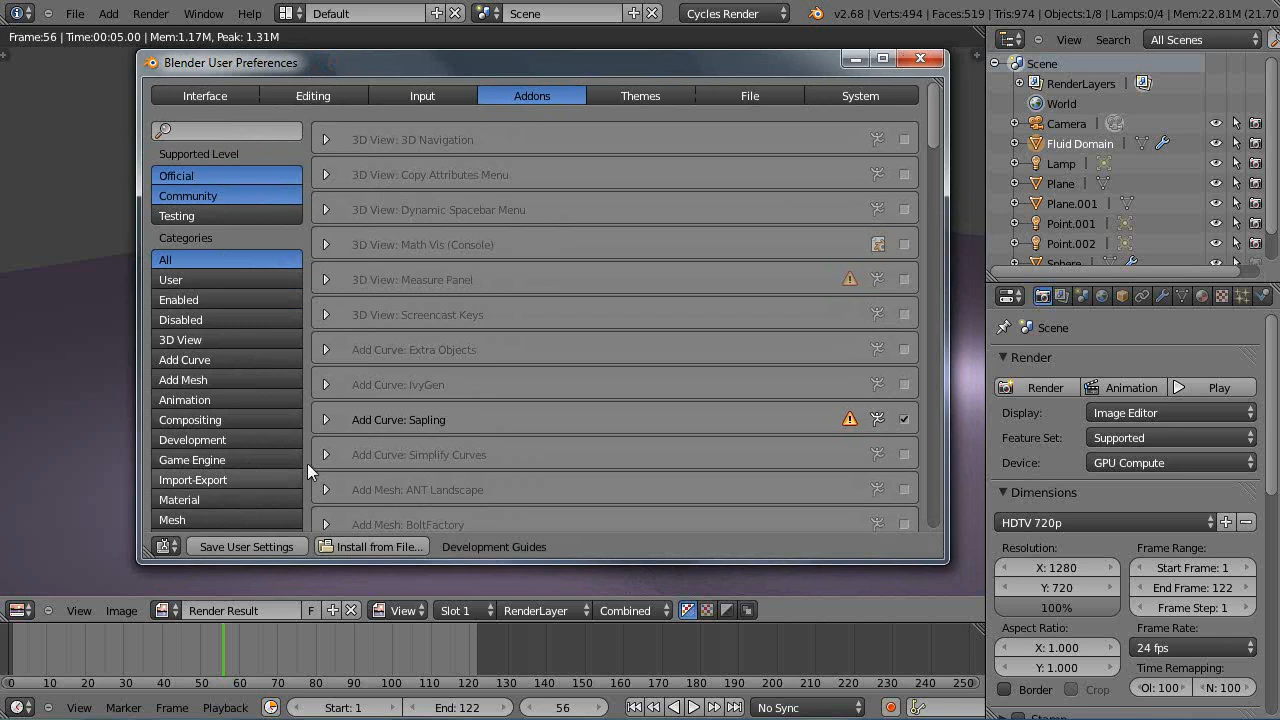 File Add Render Window Help Default Scene Cycles Render v2.68 | Verts:494 | Faces:519 | Tris:974 | Objects:1/8 | Lamps:0/4 | Mem:22.81M (21.70
Frame:56 | Time:00:05.00 | Mem:1.17M, Peak: 1.31M
View Search All Scenes
Blender User Preferences
Interface Editing Input Addons Themes File System
Supported Level
Official
Community
Testing
Categories
All
User
Enabled
Disabled
3D View
Add Curve
Add Mesh
Animation
Compositing
Development
Game Engine
Import-Export
Material
Mesh
3D View: 3D Navigation
3D View: Copy Attributes Menu
3D View: Dynamic Spacebar Menu
3D View: Math Vis (Console)
3D View: Measure Panel
3D View: Screencast Keys
Add Curve: Extra Objects
Add Curve: IvyGen
Add Curve: Sapling
Add Curve: Simplify Curves
Add Mesh: ANT Landscape
Add Mesh: BoltFactory
Save User Settings Install from File... Development Guides
Scene
RenderLayers
World
Camera
Fluid Domain
Lamp
Plane
Plane.001
Point.001
Point.002
Sphere
Scene
Render
Render Animation Play
Display: Image Editor
Feature Set: Supported
Device: GPU Compute
Dimensions
HDTV 720p
Resolution: Frame Range:
X: 1280 Start Frame: 1
Y: 720 End Frame: 122
100% Frame Step: 1
Aspect Ratio: Frame Rate:
X: 1.000 24 fps
Y: 1.000 Time Remapping:
Border Crop Ol: 100 N: 100
Stamp
View Image Render Result F View Slot 1 RenderLayer Combined
0 10 20 30 40 50 60 70 80 90 100 110 120 130 140 150 160 170 180 190 200 210 220 230 240 250
View Marker Frame Playback Start: 1 End: 122 56 No Sync